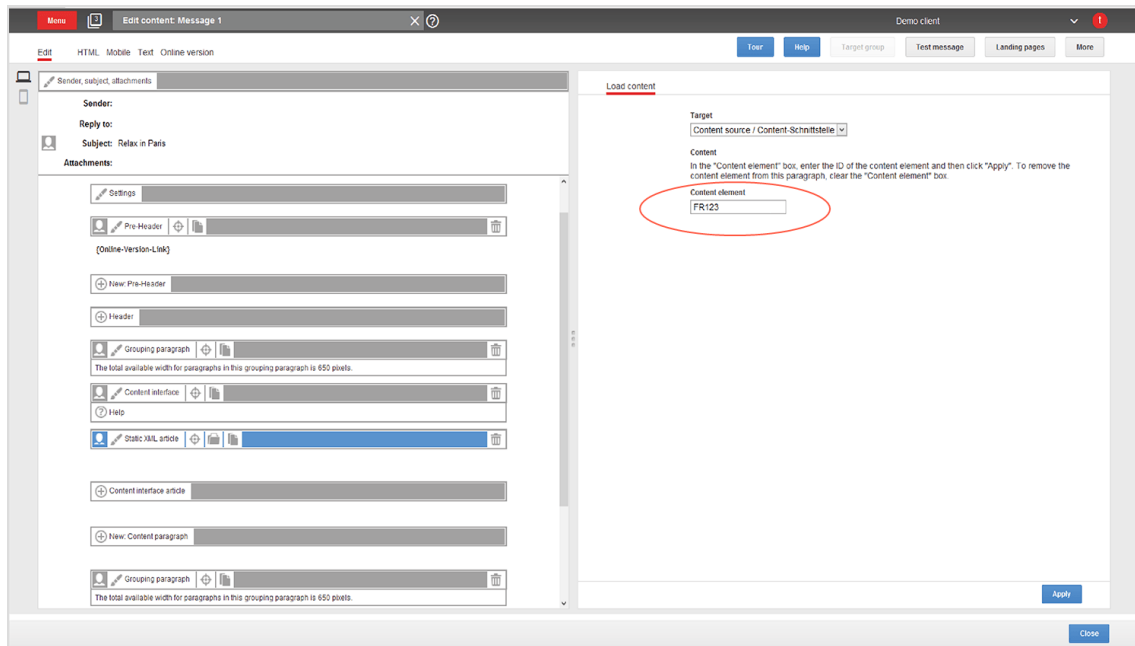 Menu
3
Edit content: Message 1
Demo client
Edit
HTML Mobile Text Online version
Tour
Help
Target group
Test message
Landing pages
More
Sender, subject, attachments
Sender:
Reply to:
Subject: Relax in Paris
Attachments:
Settings
Pre-Header
{Online-Version-Link}
New: Pre-Header
Header
Grouping paragraph
The total available width for paragraphs in this grouping paragraph is 650 pixels.
Content interface
Help
Static XML article
Content interface article
New: Content paragraph
Grouping paragraph
The total available width for paragraphs in this grouping paragraph is 650 pixels.
Load content
Target
Content source / Content-Schnittstelle
Content
In the "Content element" box, enter the ID of the content element and then click "Apply". To remove the
content element from this paragraph, clear the "Content element" box.
Content element
FR123
Apply
Close